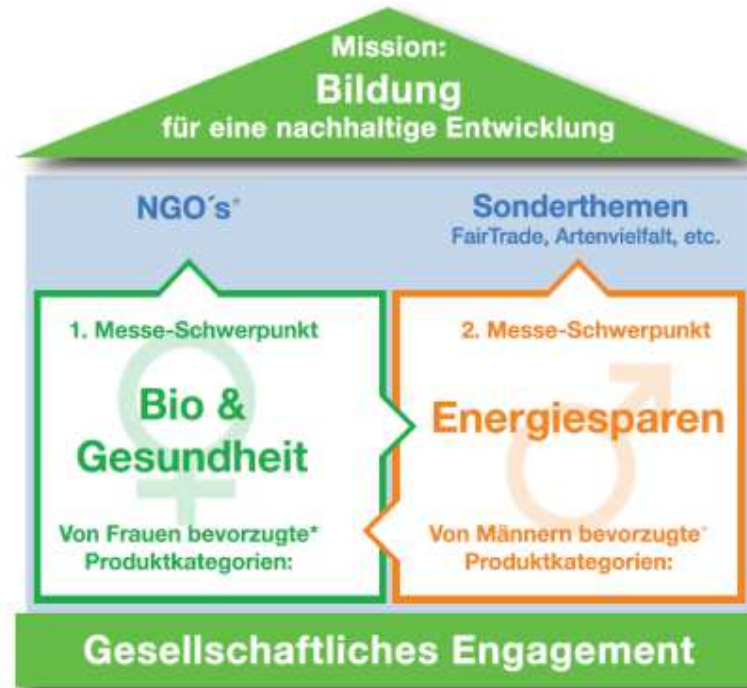 Mission:
Bildung
für eine nachhaltige Entwicklung
NGO´s*
Sonderthemen
FairTrade, Artenvielfalt, etc.
1. Messe-Schwerpunkt
Bio &
Gesundheit
Von Frauen bevorzugte*
Produktkategorien:
2. Messe-Schwerpunkt
Energiesparen
Von Männern bevorzugte*
Produktkategorien:
Gesellschaftliches Engagement